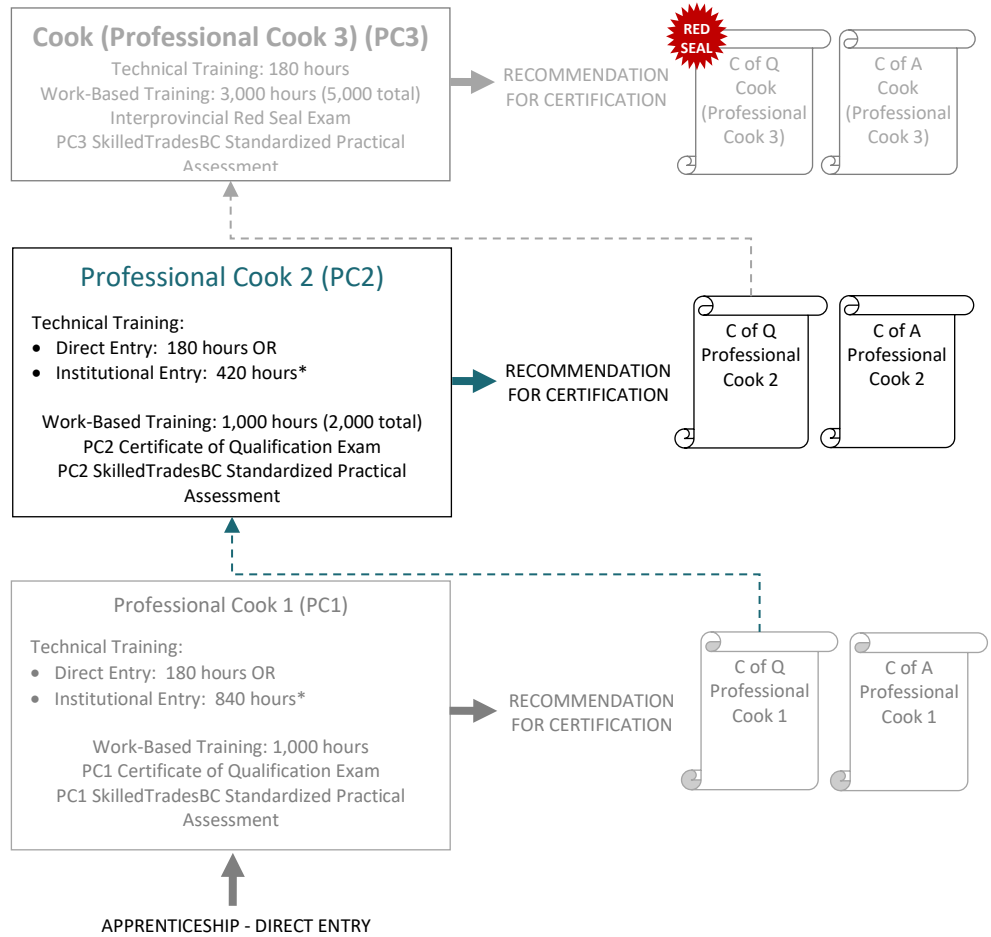 Cook (Professional Cook 3) (PC3)
Technical Training: 180 hours
Work-Based Training: 3,000 hours (5,000 total)
Interprovincial Red Seal Exam
PC3 SkilledTradesBC Standardized Practical
Assessment
RECOMMENDATION
FOR CERTIFICATION
RED
SEAL
C of Q
Cook
(Professional
Cook 3)
C of A
Cook
(Professional
Cook 3)
Professional Cook 2 (PC2)
Technical Training:
• Direct Entry: 180 hours OR
• Institutional Entry: 420 hours*
Work-Based Training: 1,000 hours (2,000 total)
PC2 Certificate of Qualification Exam
PC2 SkilledTradesBC Standardized Practical
Assessment
RECOMMENDATION
FOR CERTIFICATION
C of Q
Professional
Cook 2
C of A
Professional
Cook 2
Professional Cook 1 (PC1)
Technical Training:
• Direct Entry: 180 hours OR
• Institutional Entry: 840 hours*
Work-Based Training: 1,000 hours
PC1 Certificate of Qualification Exam
PC1 SkilledTradesBC Standardized Practical
Assessment
RECOMMENDATION
FOR CERTIFICATION
C of Q
Professional
Cook 1
C of A
Professional
Cook 1
APPRENTICESHIP - DIRECT ENTRY